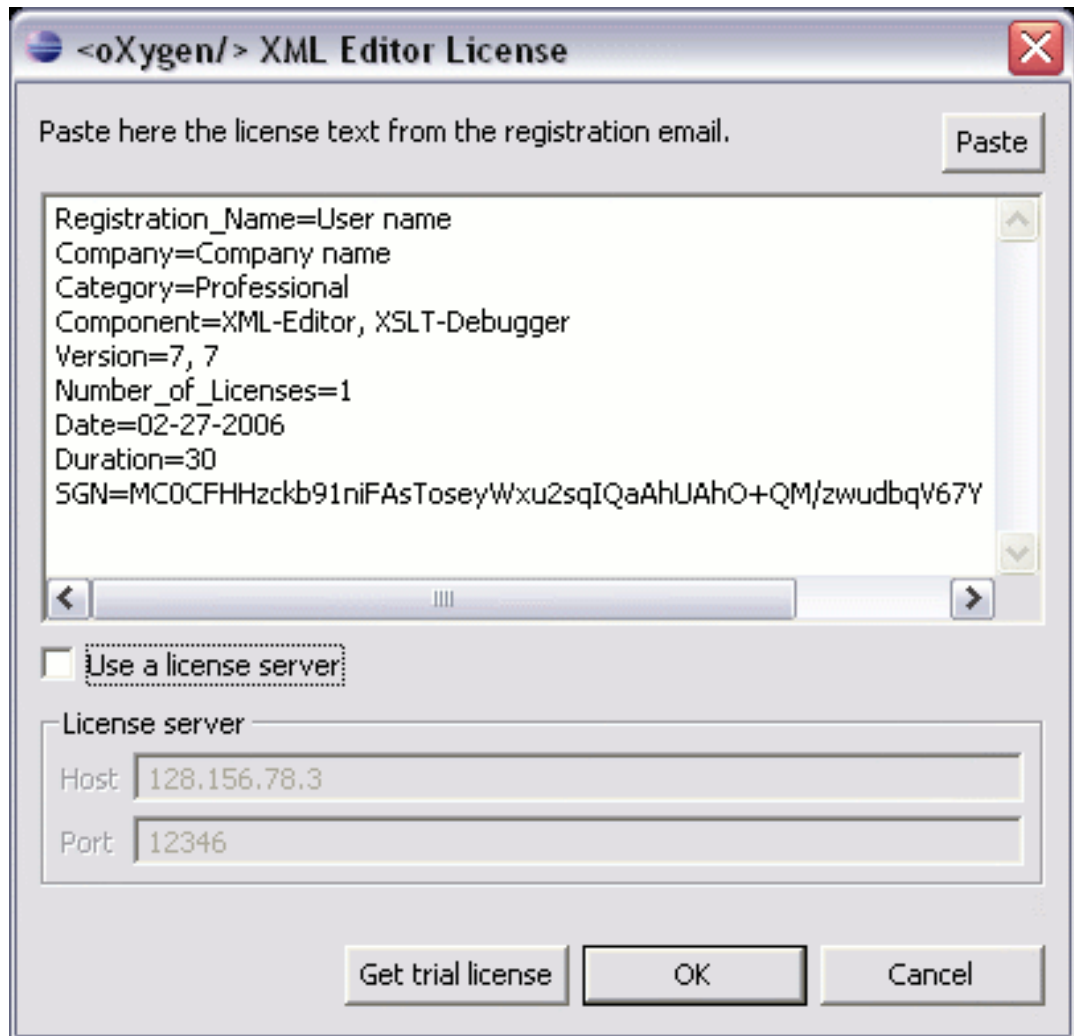 <oXygen/> XML Editor License
Paste here the license text from the registration email.
Paste
Registration_Name=User name
Company=Company name
Category=Professional
Component=XML-Editor, XSLT-Debugger
Version=7, 7
Number_of_Licenses=1
Date=02-27-2006
Duration=30
SGN=MC0CFHHzckb91niFAsToseyWxu2sqIQaAhUAhO+QM/zwudbqV67Y
Use a license server
License server
Host 128.156.78.3
Port 12346
Get trial license OK Cancel